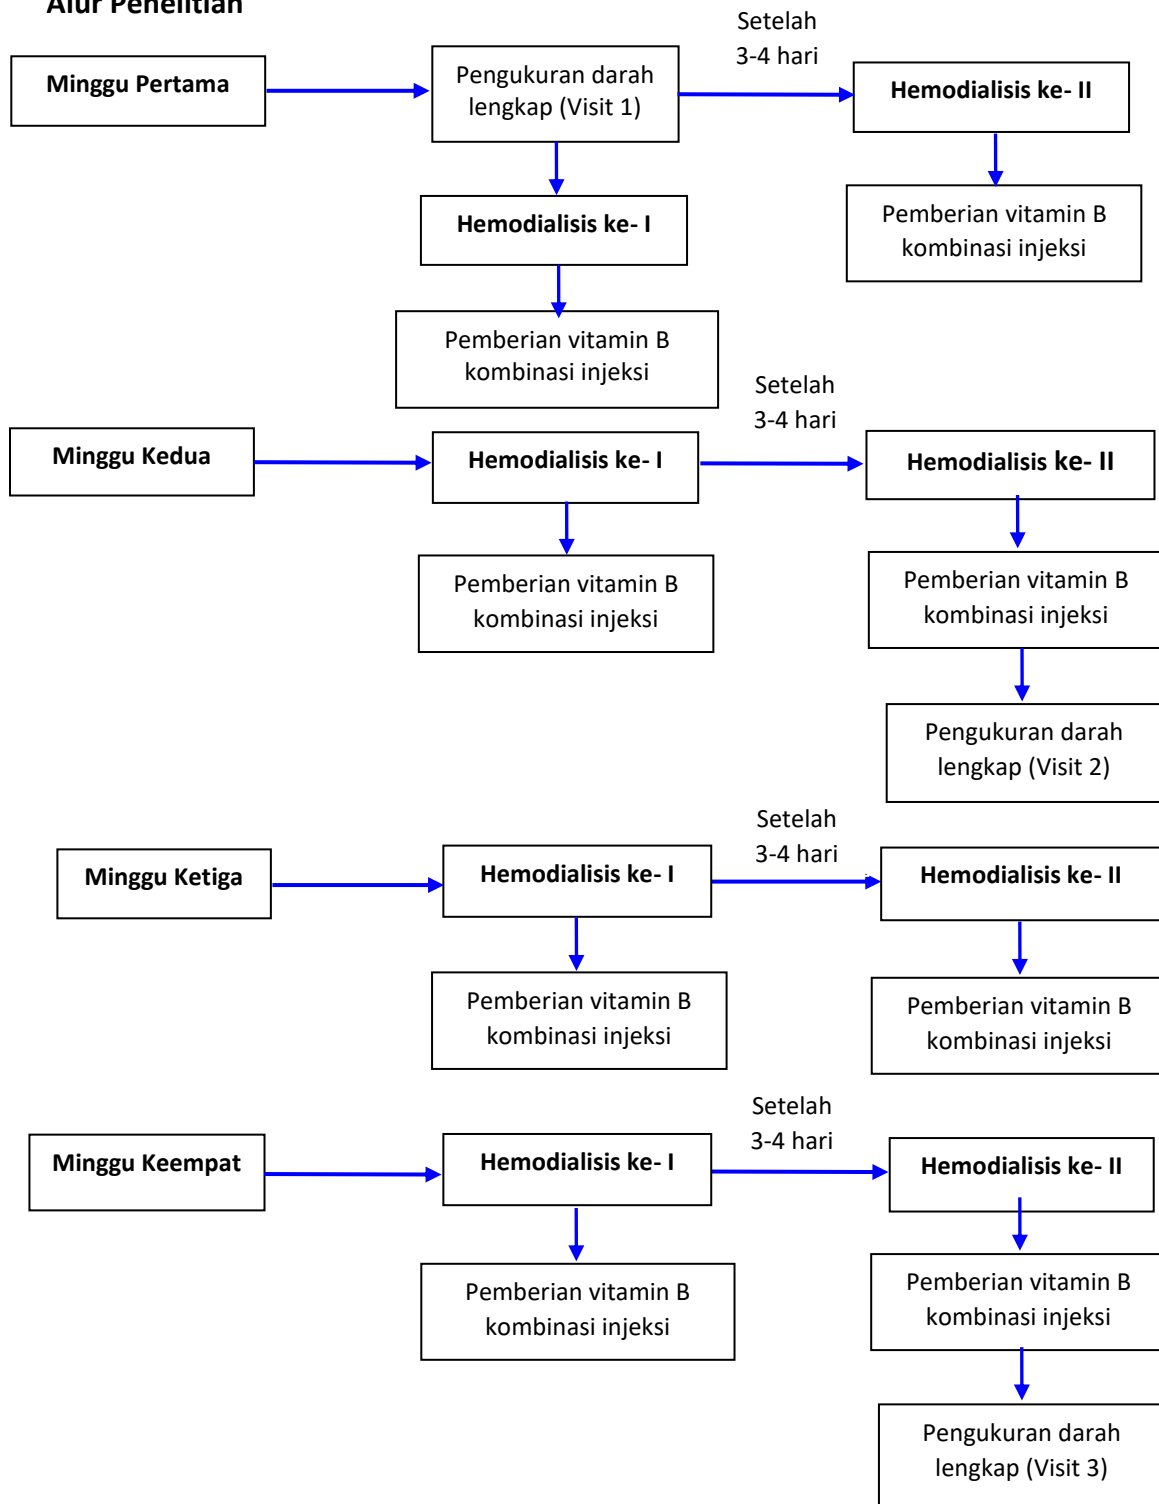 Alur Penelitian
Setelah
3-4 hari
Minggu Pertama
Pengukuran darah
lengkap (Visit 1)
Hemodialisis ke- II
Hemodialisis ke- I
Pemberian vitamin B
kombinasi injeksi
Pemberian vitamin B
kombinasi injeksi
Setelah
3-4 hari
Minggu Kedua
Hemodialisis ke- I
Hemodialisis ke- II
Pemberian vitamin B
kombinasi injeksi
Pemberian vitamin B
kombinasi injeksi
Pengukuran darah
lengkap (Visit 2)
Setelah
3-4 hari
Minggu Ketiga
Hemodialisis ke- I
Hemodialisis ke- II
Pemberian vitamin B
kombinasi injeksi
Pemberian vitamin B
kombinasi injeksi
Setelah
3-4 hari
Minggu Keempat
Hemodialisis ke- I
Hemodialisis ke- II
Pemberian vitamin B
kombinasi injeksi
Pemberian vitamin B
kombinasi injeksi
Pengukuran darah
lengkap (Visit 3)